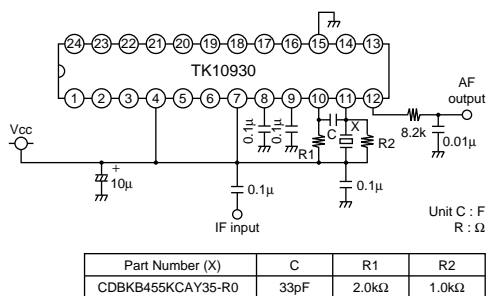 24 23 22 21 20 19 18 17 16 15 14 13
TK10930
1 2 3 4 5 6 7 8 9 10 11 12
AF
output
Vcc
+
10μ
0.1μ
0.1μ
C
X
R1
R2
8.2k
0.01μ
0.1μ
0.1μ
IF input
Unit C : F
R : Ω
Part Number (X) C R1 R2
CDBKB455KCAY35-R0 33pF 2.0kΩ 1.0kΩ